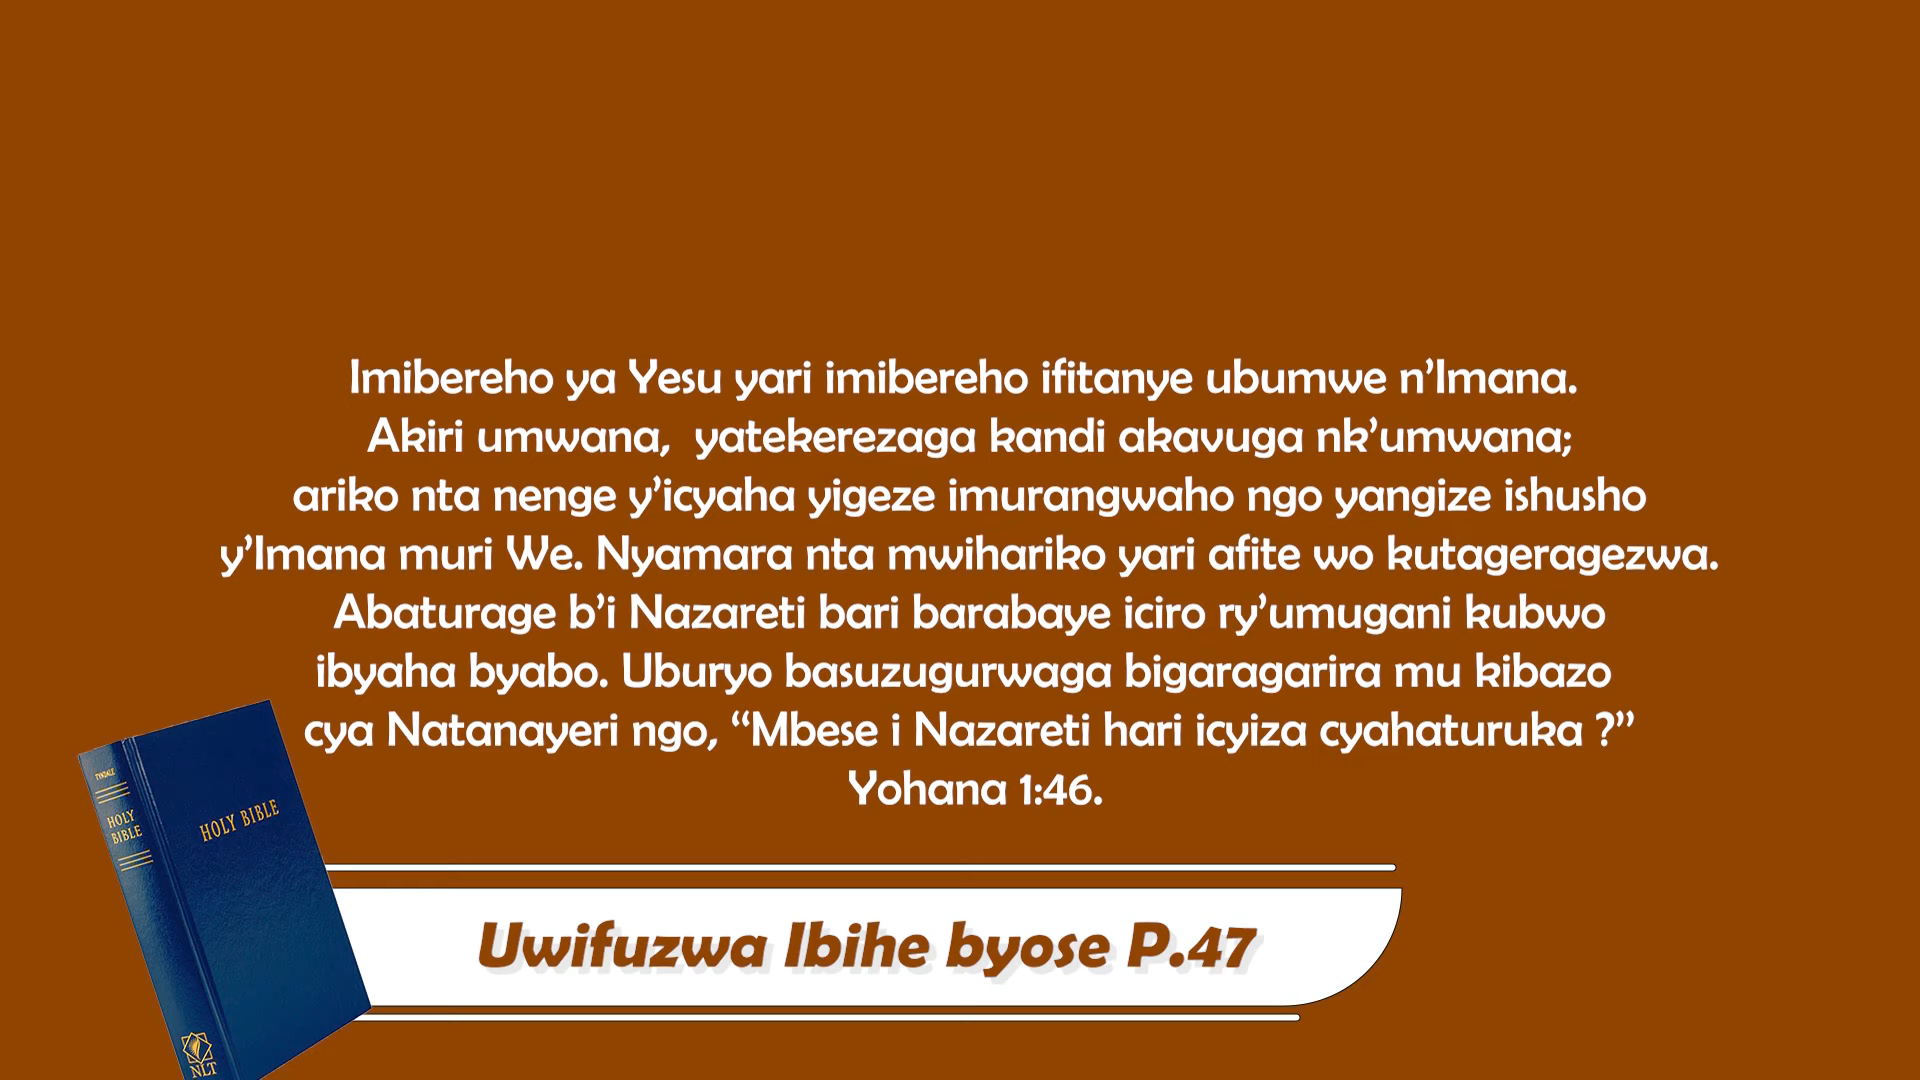 Imibereho ya Yesu yari imibereho ifitanye ubumwe n’Imana.
Akiri umwana,  yatekerezaga kandi akavuga nk’umwana;
ariko nta nenge y’icyaha yigeze imurangwaho ngo yangize ishusho
y’Imana muri We. Nyamara nta mwihariko yari afite wo kutageragezwa.
Abaturage b’i Nazareti bari barabaye iciro ry’umugani kubwo
ibyaha byabo. Uburyo basuzugurwaga bigaragarira mu kibazo
cya Natanayeri ngo, “Mbese i Nazareti hari icyiza cyahaturuka ?”
Yohana 1:46.
TYNDALE
HOLY
BIBLE
HOLY BIBLE
NLT
Uwifuzwa Ibihe byose P.47